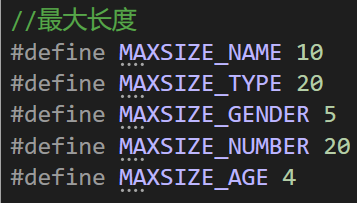 //最大长度
#define MAXSIZE_NAME 10
#define MAXSIZE_TYPE 20
#define MAXSIZE_GENDER 5
#define MAXSIZE_NUMBER 20
#define MAXSIZE_AGE 4